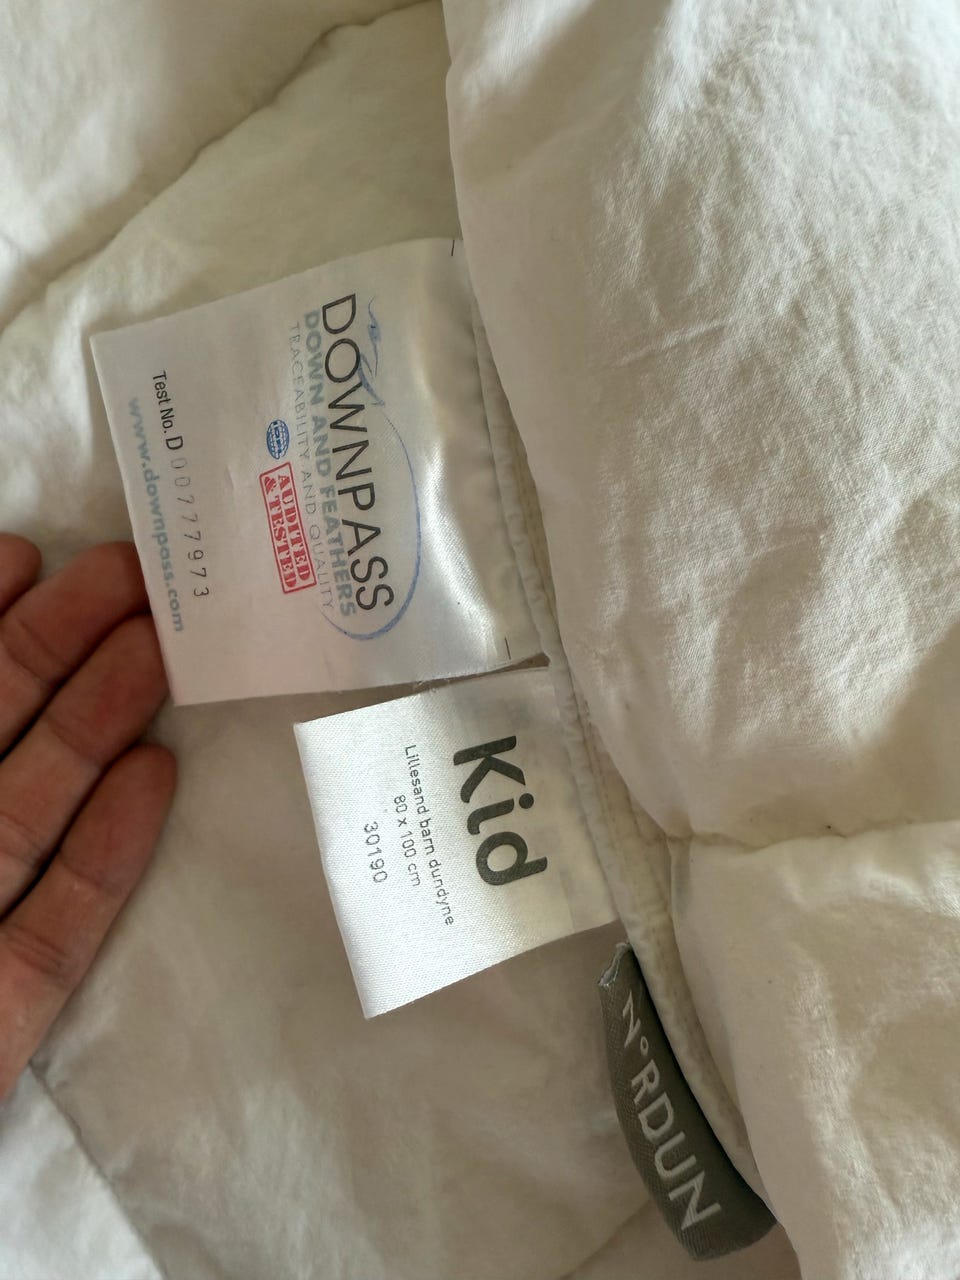 DOWNPASS
DOWN AND FEATHERS
TRACEABILITY AND QUALITY
AUDITED
& TESTED
Test No. D 00777973
www.downpass.com
Kid
Lillesand barn dundyne
80 x 100 cm
30190
N°RDUN